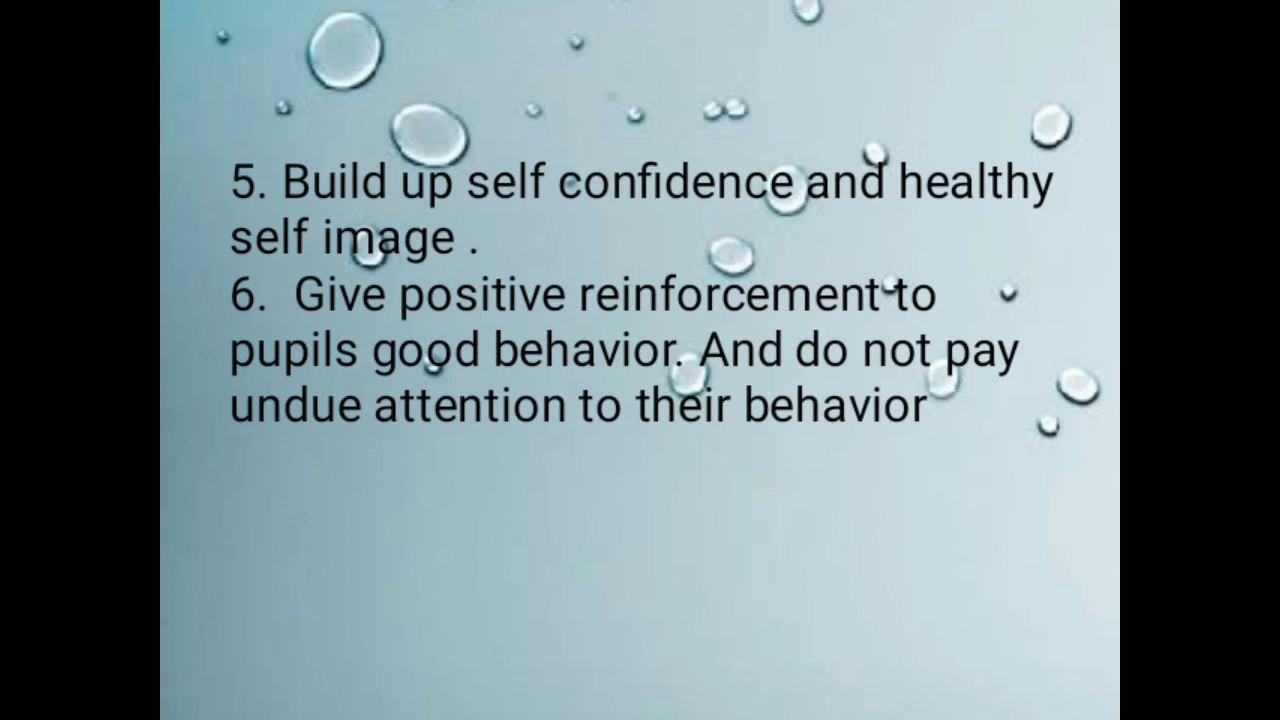 5. Build up self confidence and healthy
self image .
6.  Give positive reinforcement to
pupils good behavior. And do not pay
undue attention to their behavior